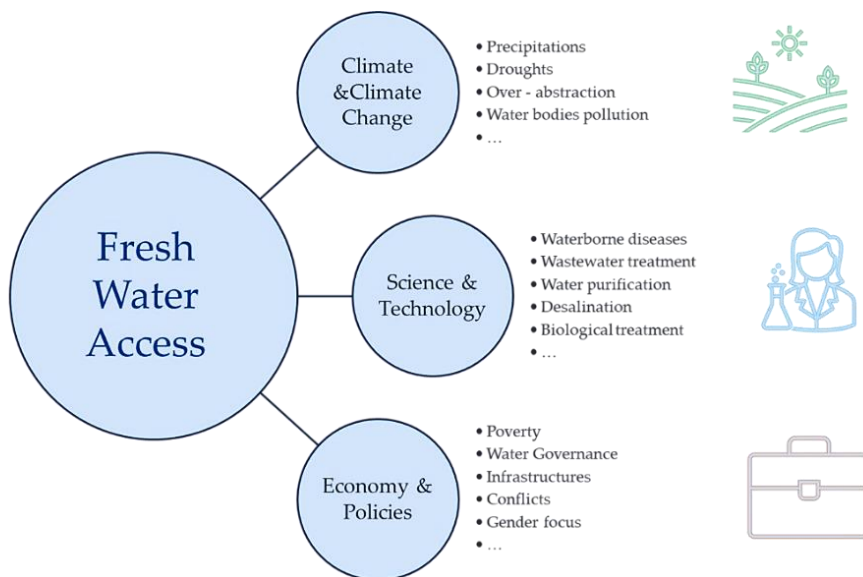 Climate
&Climate
Change
• Precipitations
• Droughts
• Over - abstraction
• Water bodies pollution
• ...
Fresh
Water
Access
Science &
Technology
• Waterborne diseases
• Wastewater treatment
• Water purification
• Desalination
• Biological treatment
• ...
Economy &
Policies
• Poverty
• Water Governance
• Infrastructures
• Conflicts
• Gender focus
• ...